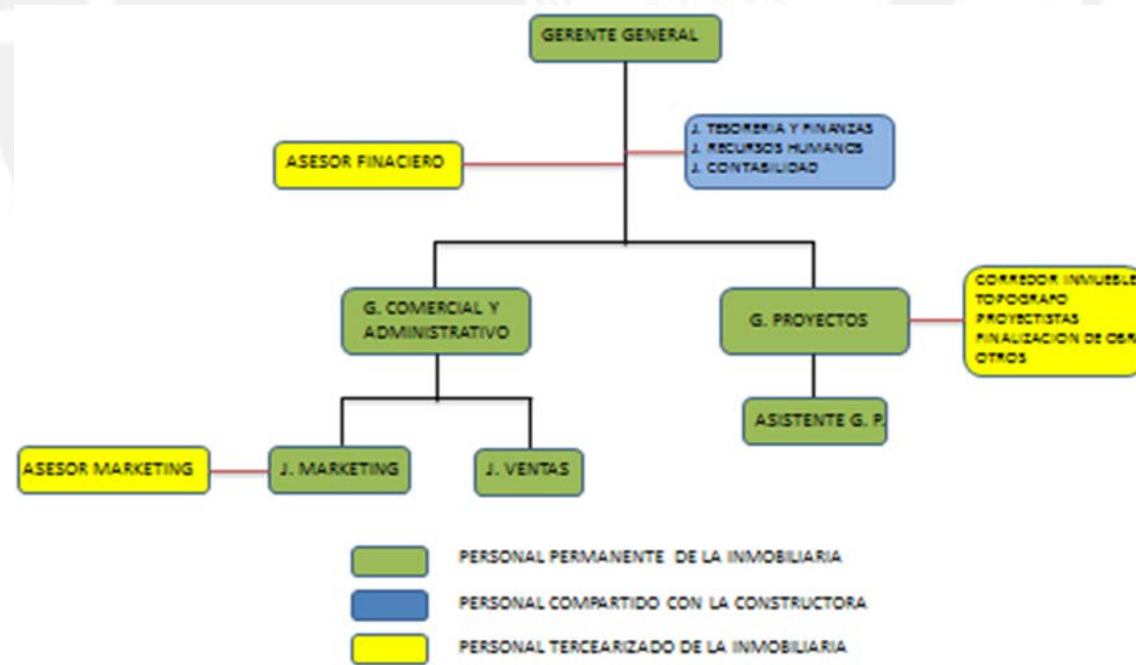 GERENTE GENERAL
J. TESORERIA Y FINANZAS
J. RECURSOS HUMANOS
J. CONTABILIDAD
ASESOR FINACIERO
G. COMERCIAL Y
ADMINISTRATIVO
G. PROYECTOS
CORREDOR INMUEBLE
TOPOGRAFO
PROYECTISTAS
FINALIZACION DE OBRA
OTROS
ASISTENTE G. P.
ASESOR MARKETING
J. MARKETING
J. VENTAS
PERSONAL PERMANENTE DE LA INMOBILIARIA
PERSONAL COMPARTIDO CON LA CONSTRUCTORA
PERSONAL TERCEARIZADO DE LA INMOBILIARIA